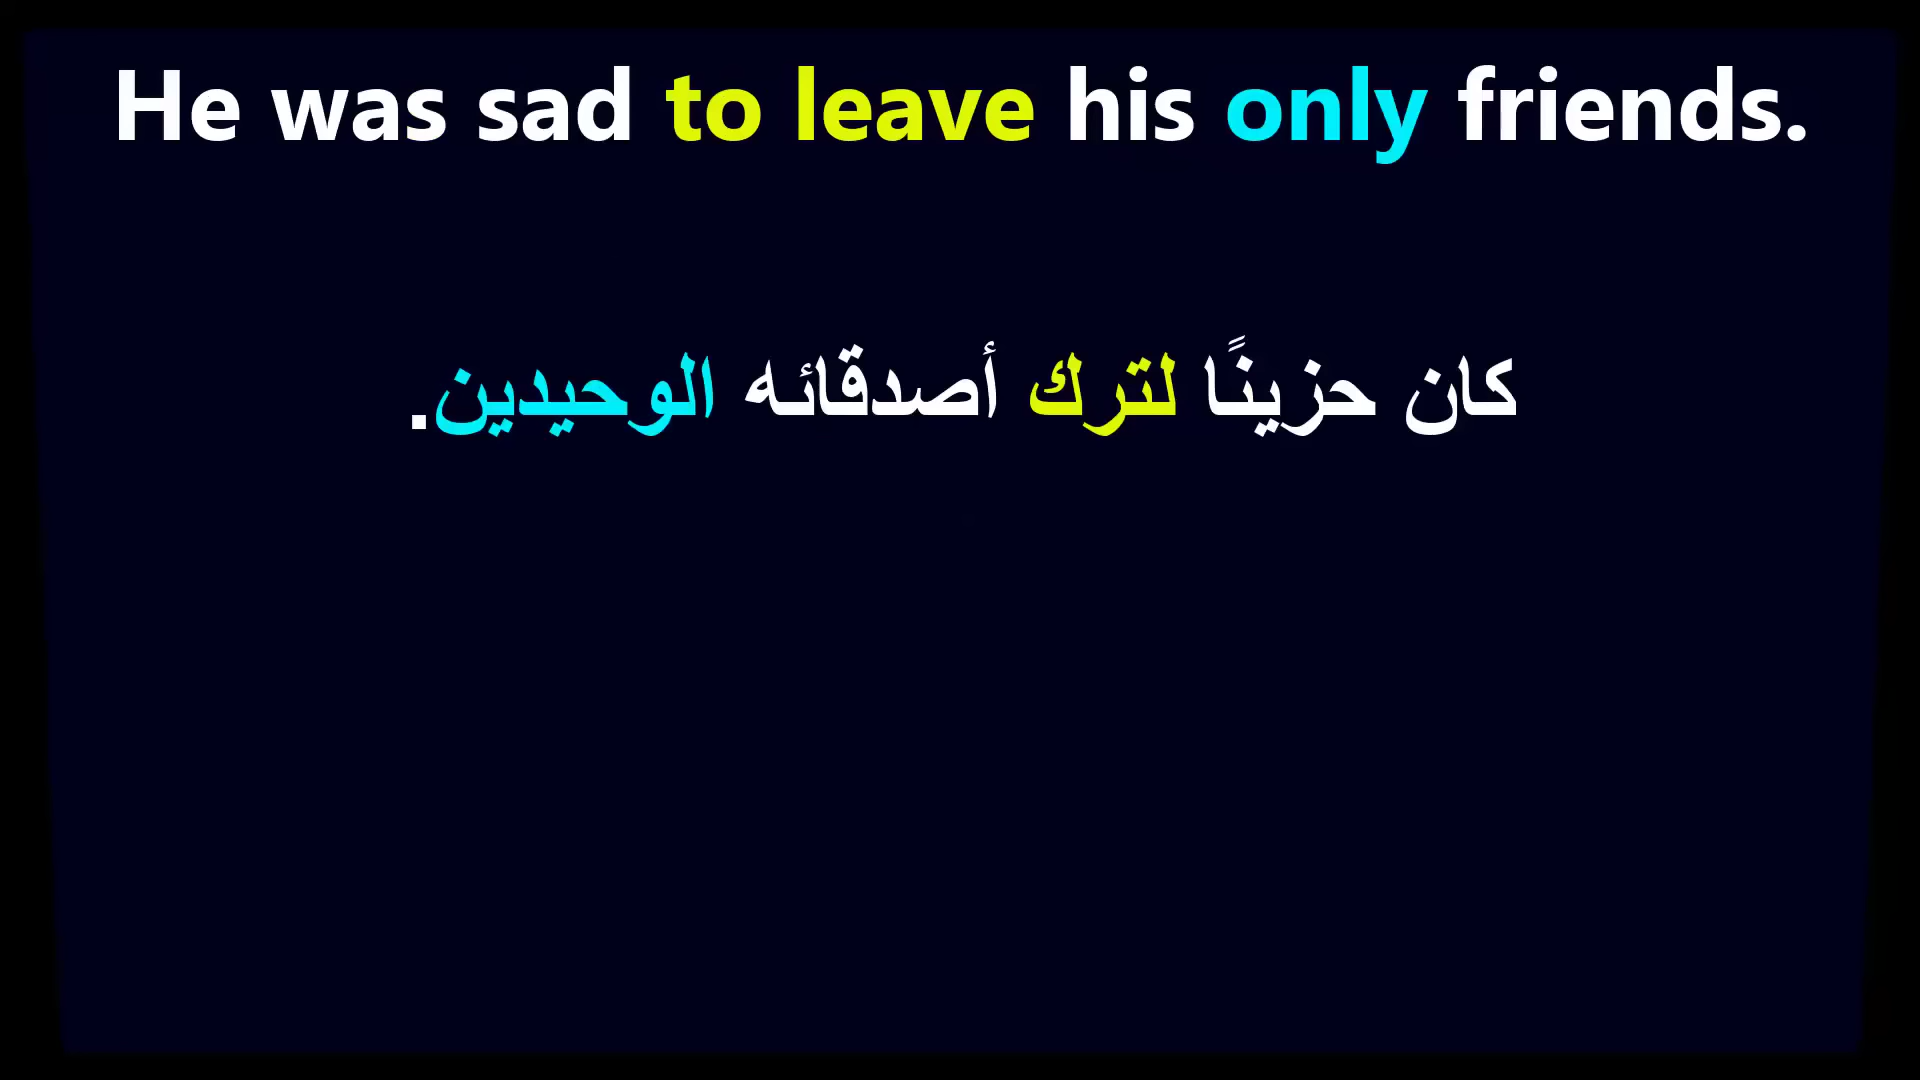 He was sad to leave his only friends.
كان حزينًا لترك أصدقائه الوحيدين.